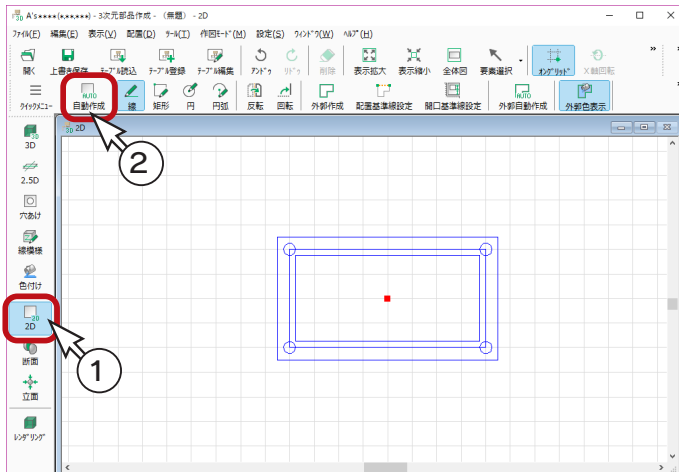 A's****(*.**.***) - 3次元部品作成 - (無題) - 2D
ﾌｧｲﾙ(F) 編集(E) 表示(V) 配置(D) ﾂｰﾙ(T) 作図ﾓｰﾄﾞ(M) 設定(S) ｳｨﾝﾄﾞｳ(W) ﾍﾙﾌﾟ(H)
開く 上書き保存 ﾃｰﾌﾞﾙ読込 ﾃｰﾌﾞﾙ登録 ﾃｰﾌﾞﾙ編集 ｱﾝﾄﾞｩ ﾘﾄﾞｩ 削除 表示拡大 表示縮小 全体図 要素選択 ｵﾝｸﾞﾘｯﾄﾞ X軸回転 »
AUTO AUTO
ｸｲｯｸﾒﾆｭｰ 自動作成 線 矩形 円 円弧 反転 回転 外郭作成 配置基準線設定 開口基準線設定 外郭自動作成 外郭色表示
3D 2D
3D
3D
2
2.5D
穴あけ
線模様
色付け
2D
2D
1
断面
立面
ﾚﾝﾀﾞﾘﾝｸﾞ